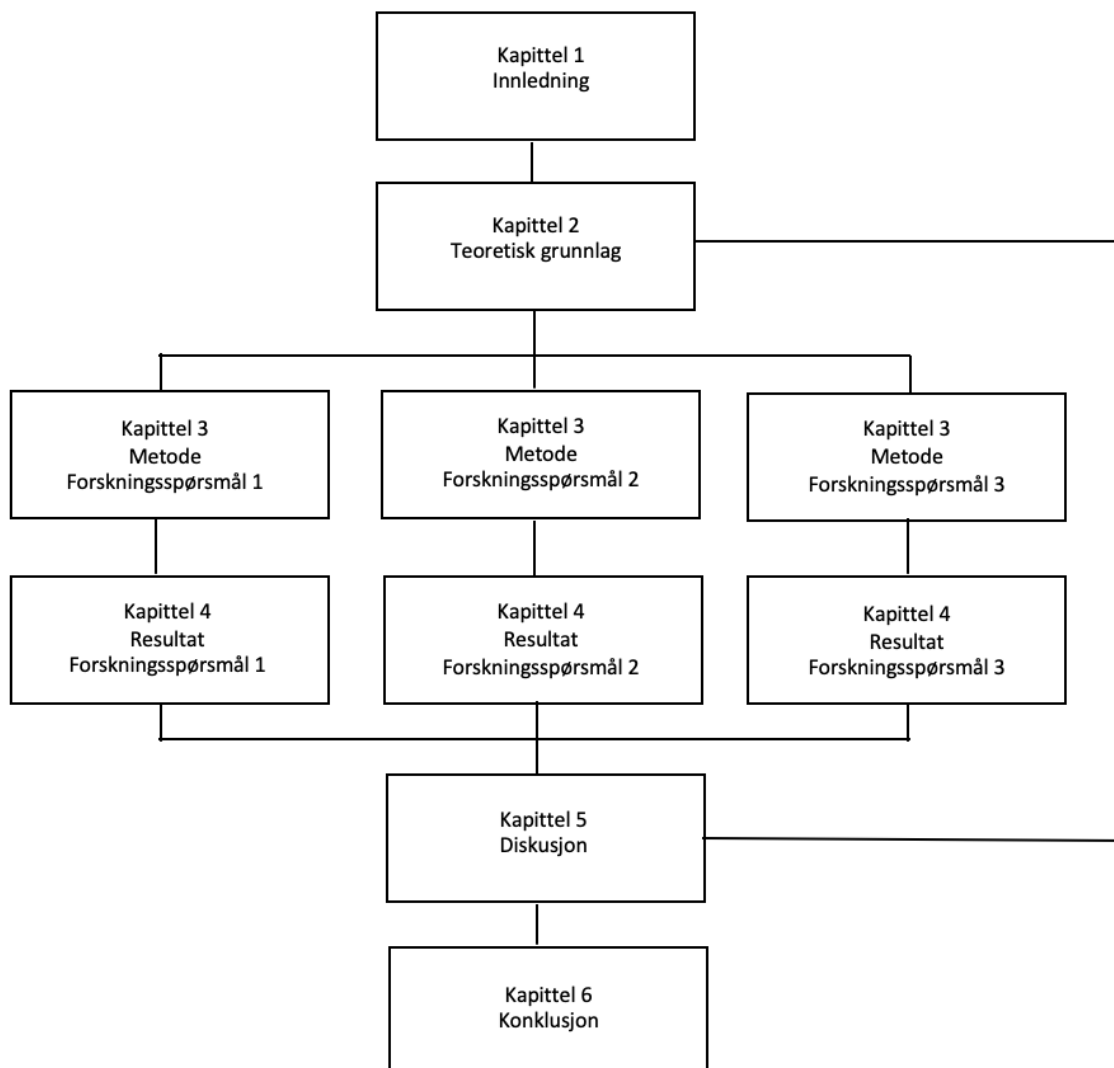 Kapittel 1
Innledning
Kapittel 2
Teoretisk grunnlag
Kapittel 3
Metode
Forskningsspørsmål 1
Kapittel 3
Metode
Forskningsspørsmål 2
Kapittel 3
Metode
Forskningsspørsmål 3
Kapittel 4
Resultat
Forskningsspørsmål 1
Kapittel 4
Resultat
Forskningsspørsmål 2
Kapittel 4
Resultat
Forskningsspørsmål 3
Kapittel 5
Diskusjon
Kapittel 6
Konklusjon